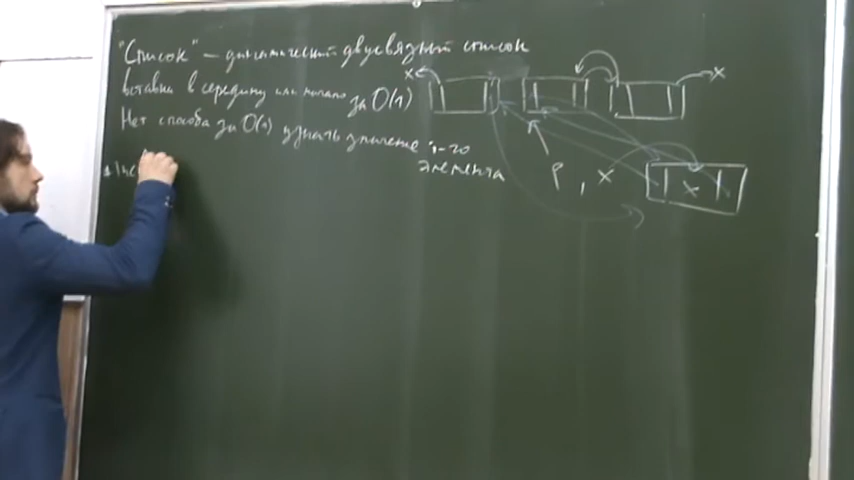 "Список" – динамический двусвязный список
вставка в середину или начало за O(1)
Нет способа за O(1) узнать значение i-го
элемента
x
x
p, x
x